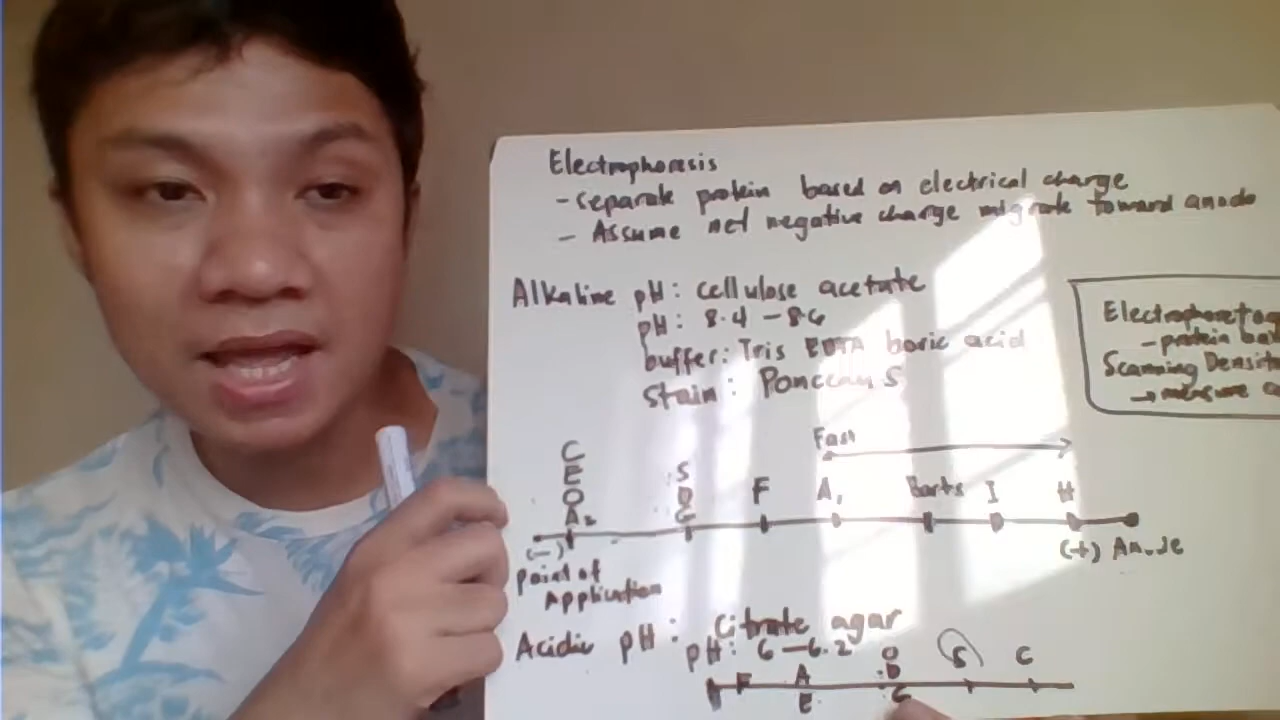 Electrophoresis
- separate protein based on electrical charge
- Assume net negative charge migrate toward anode
Alkaline pH: cellulose acetate
pH: 8.4 - 8.6
buffer: Tris EDTA boric acid
Stain: Ponceau S
Electrophoretog
- protein ba
Scanning Densit
→ measure
Fast
C
E
O
A2
S
D
G
F
A1
Barts
I
H
(-)
(+) Anode
Point of
Application
Acidic pH: Citrate agar
pH: 6 - 6.2
F
A
E
O
D
G
S
C